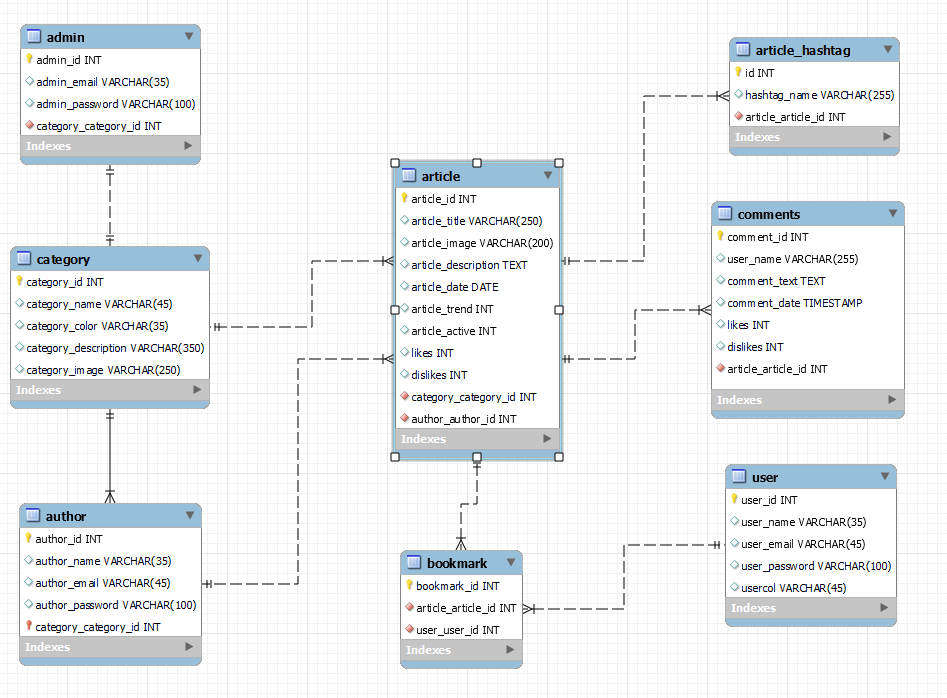 admin
admin_id INT
admin_email VARCHAR(35)
admin_password VARCHAR(100)
category_category_id INT
Indexes
category
category_id INT
category_name VARCHAR(45)
category_color VARCHAR(35)
category_description VARCHAR(350)
category_image VARCHAR(250)
Indexes
author
author_id INT
author_name VARCHAR(35)
author_email VARCHAR(45)
author_password VARCHAR(100)
category_category_id INT
Indexes
article
article_id INT
article_title VARCHAR(250)
article_image VARCHAR(200)
article_description TEXT
article_date DATE
article_trend INT
article_active INT
likes INT
dislikes INT
category_category_id INT
author_author_id INT
Indexes
bookmark
bookmark_id INT
article_article_id INT
user_user_id INT
Indexes
article_hashtag
id INT
hashtag_name VARCHAR(255)
article_article_id INT
Indexes
comments
comment_id INT
user_name VARCHAR(255)
comment_text TEXT
comment_date TIMESTAMP
likes INT
dislikes INT
article_article_id INT
Indexes
user
user_id INT
user_name VARCHAR(35)
user_email VARCHAR(45)
user_password VARCHAR(100)
usercol VARCHAR(45)
Indexes